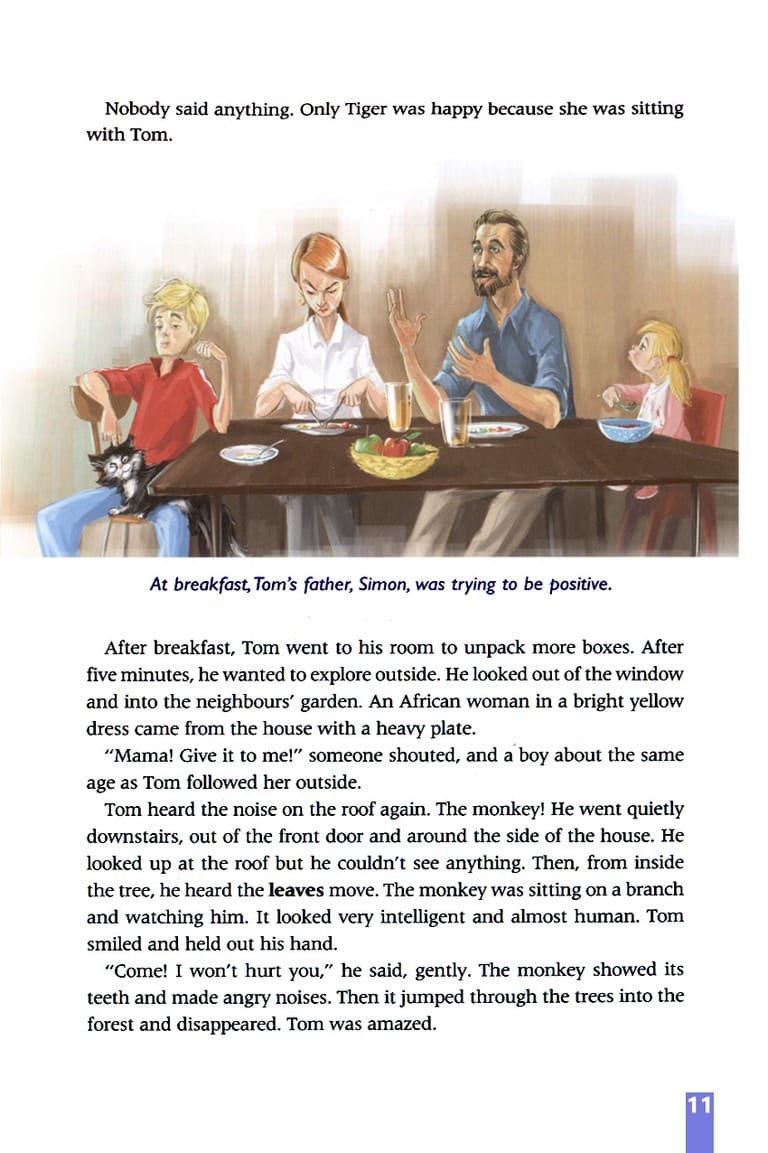 Nobody said anything. Only Tiger was happy because she was sitting
with Tom.
At breakfast, Tom's father, Simon, was trying to be positive.
After breakfast, Tom went to his room to unpack more boxes. After
five minutes, he wanted to explore outside. He looked out of the window
and into the neighbours' garden. An African woman in a bright yellow
dress came from the house with a heavy plate.
"Mama! Give it to me!" someone shouted, and a boy about the same
age as Tom followed her outside.
Tom heard the noise on the roof again. The monkey! He went quietly
downstairs, out of the front door and around the side of the house. He
looked up at the roof but he couldn't see anything. Then, from inside
the tree, he heard the leaves move. The monkey was sitting on a branch
and watching him. It looked very intelligent and almost human. Tom
smiled and held out his hand.
"Come! I won't hurt you," he said, gently. The monkey showed its
teeth and made angry noises. Then it jumped through the trees into the
forest and disappeared. Tom was amazed.
11